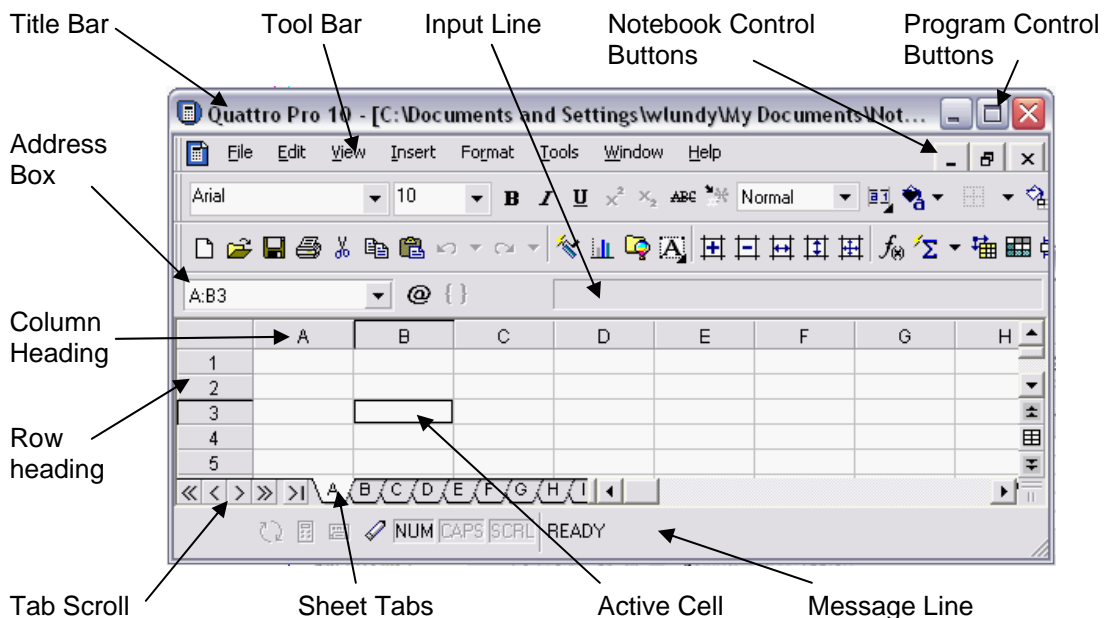 Title Bar Tool Bar Input Line Notebook Control Buttons Program Control Buttons
Quattro Pro 10 - [C:\Documents and Settings\wlundy\My Documents\Not...
Address Box
File Edit View Insert Format Tools Window Help
Arial 10 B I U x² x₂ ABC Normal
A:B3 @ { }
Column Heading
A B C D E F G H
1
2
3
4
5
Row heading
A B C D E F G H I
NUM CAPS SCRL READY
Tab Scroll Sheet Tabs Active Cell Message Line